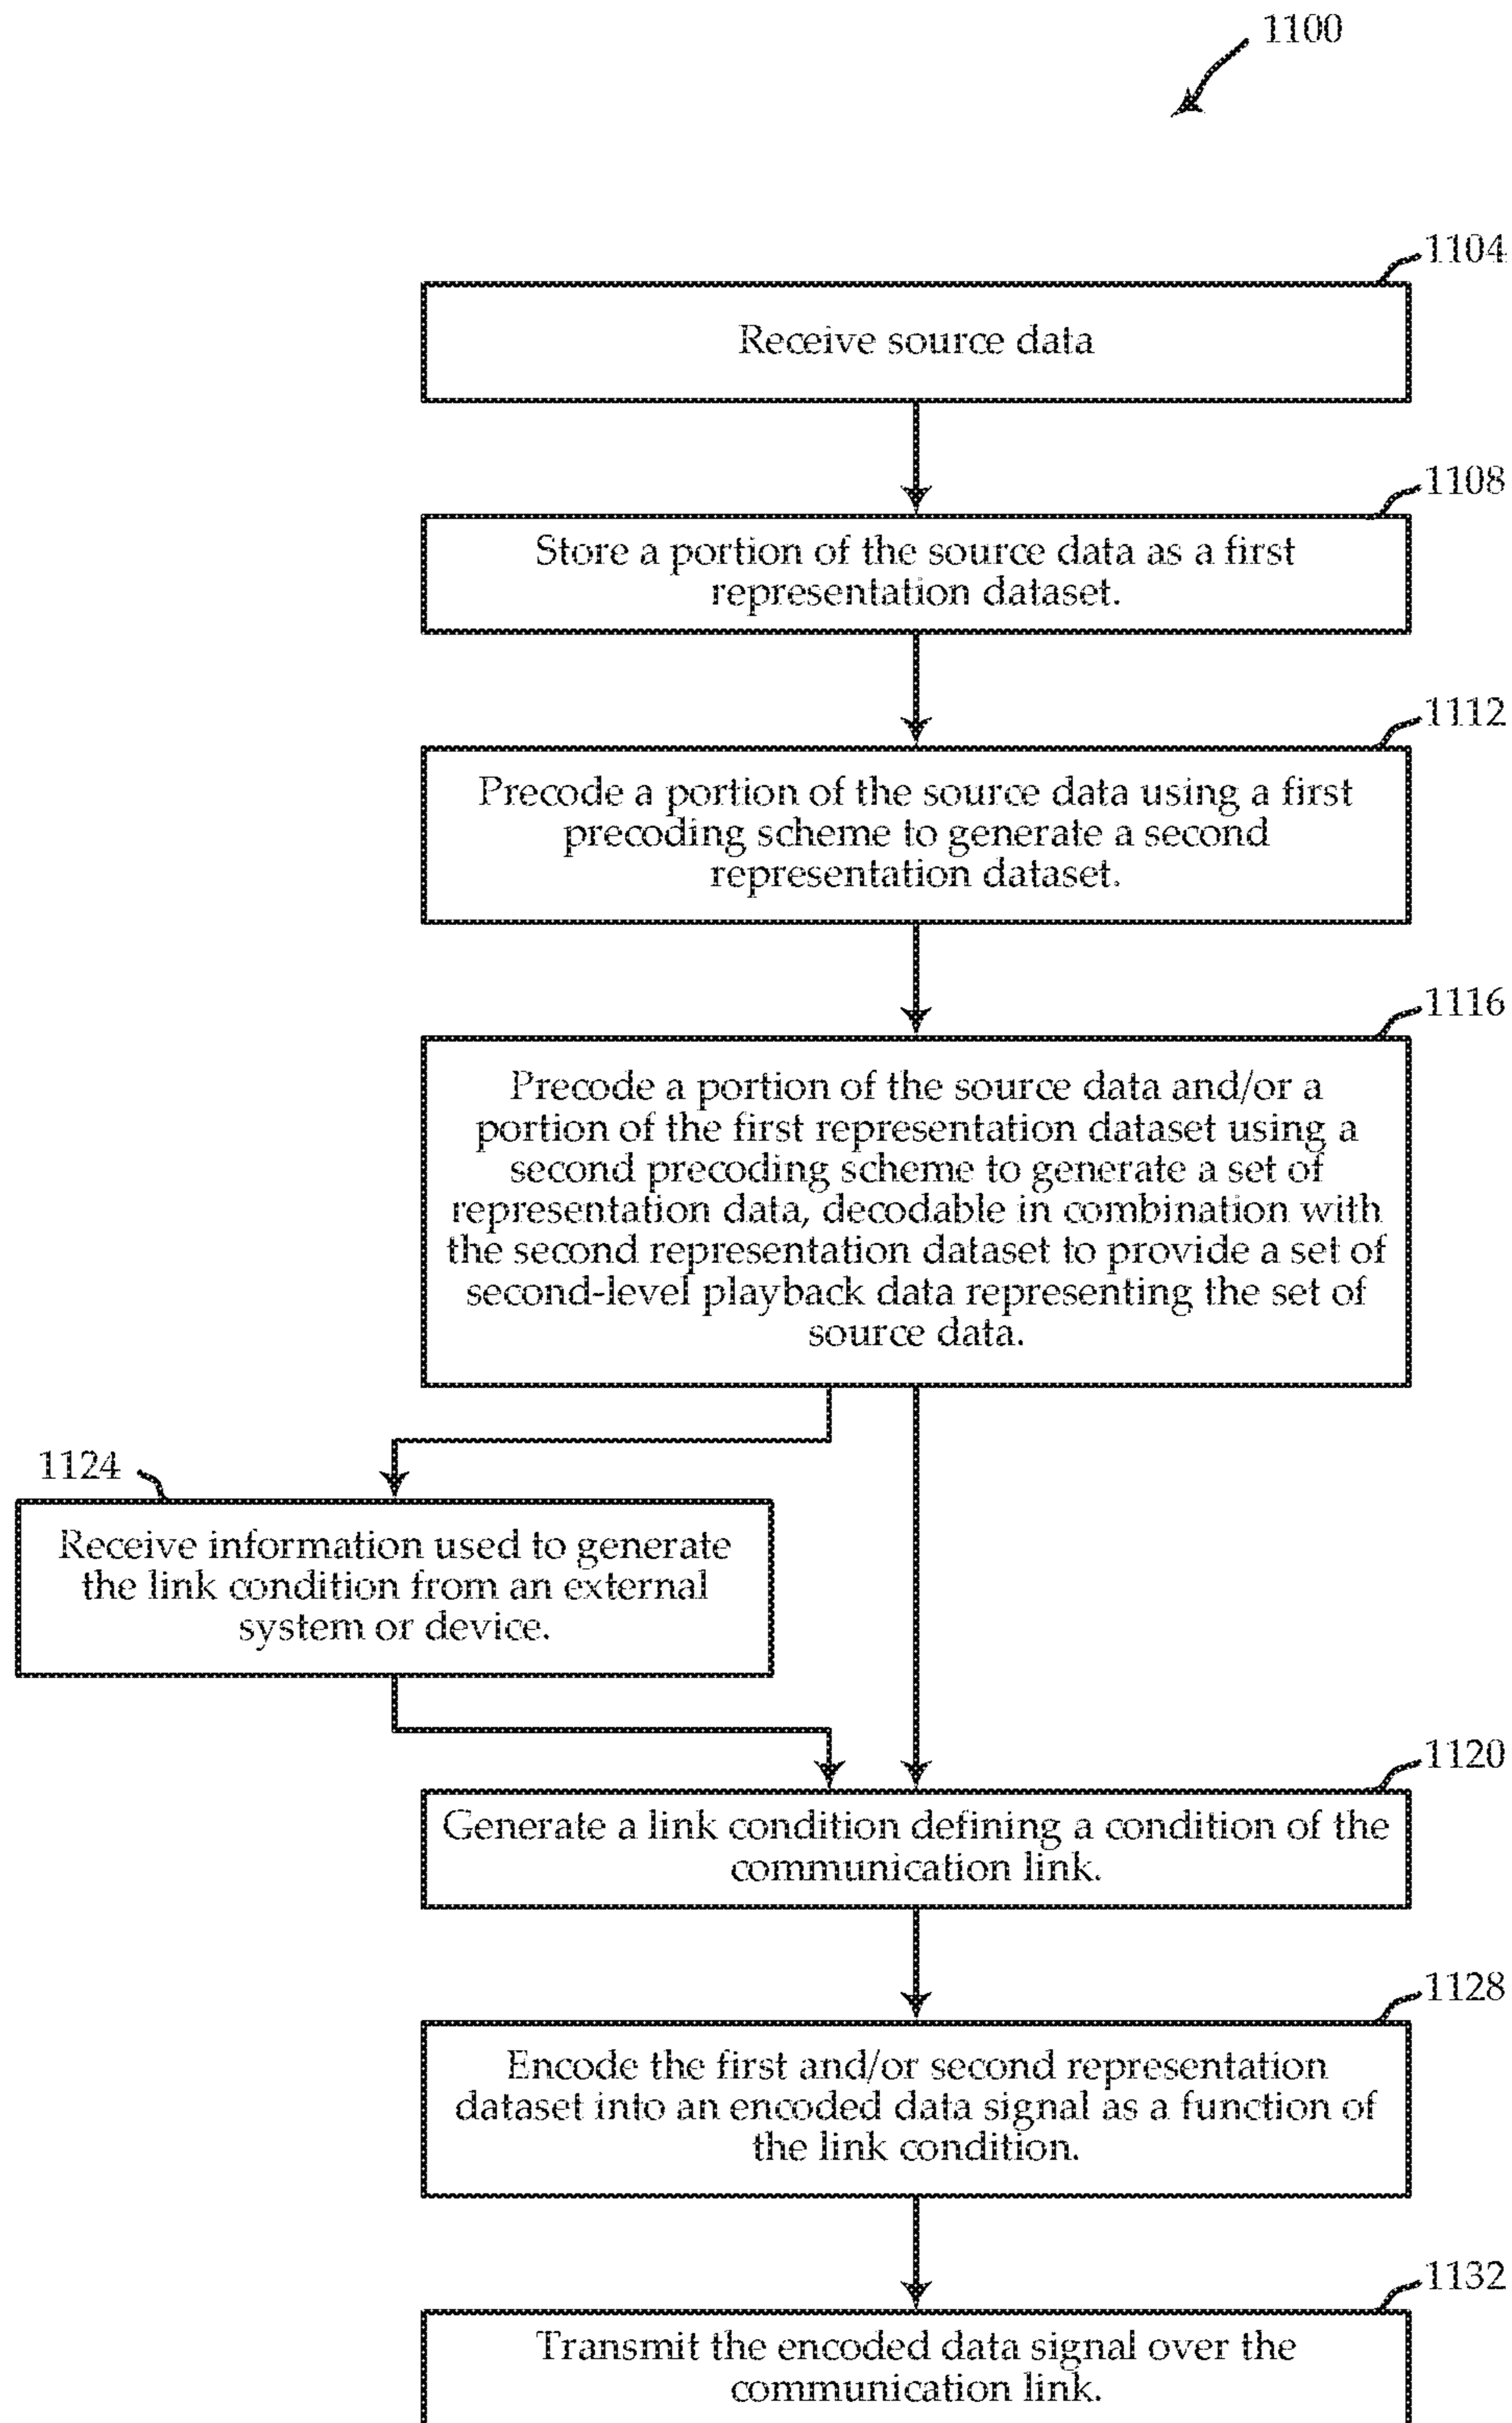 1100
1104
Receive source data
1108
Store a portion of the source data as a first
representation dataset.
1112
Precode a portion of the source data using a first
precoding scheme to generate a second
representation dataset.
1116
Precode a portion of the source data and/or a
portion of the first representation dataset using a
second precoding scheme to generate a set of
representation data, decodable in combination with
the second representation dataset to provide a set of
second-level playback data representing the set of
source data.
1124
Receive information used to generate
the link condition from an external
system or device.
1120
Generate a link condition defining a condition of the
communication link.
1128
Encode the first and/or second representation
dataset into an encoded data signal as a function of
the link condition.
1132
Transmit the encoded data signal over the
communication link.